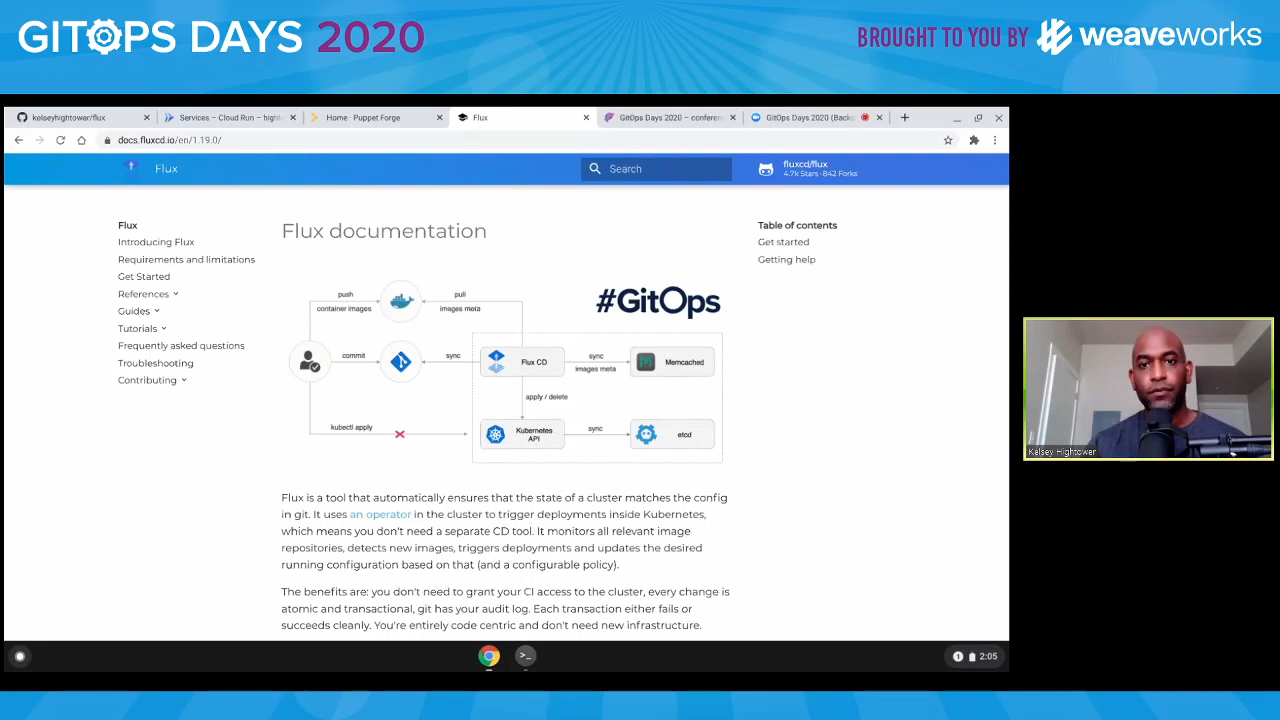 GITOPS DAYS 2020
BROUGHT TO YOU BY weaveworks
kelseyhightower/flux
Services – Cloud Run – hight
Home · Puppet Forge
Flux
GitOps Days 2020 – conferen
GitOps Days 2020 (Backs
docs.fluxcd.io/en/1.19.0/
Flux
Search
fluxcd/flux
4.7k Stars · 842 Forks
Flux
Introducing Flux
Requirements and limitations
Get Started
References
Guides
Tutorials
Frequently asked questions
Troubleshooting
Contributing
Flux documentation
#GitOps
push
container images
pull
images meta
commit
sync
Flux CD
sync
images meta
Memcached
apply / delete
kubectl apply
Kubernetes
API
sync
etcd
Flux is a tool that automatically ensures that the state of a cluster matches the config
in git. It uses an operator in the cluster to trigger deployments inside Kubernetes,
which means you don't need a separate CD tool. It monitors all relevant image
repositories, detects new images, triggers deployments and updates the desired
running configuration based on that (and a configurable policy).
The benefits are: you don't need to grant your CI access to the cluster, every change is
atomic and transactional, git has your audit log. Each transaction either fails or
succeeds cleanly. You're entirely code centric and don't need new infrastructure.
Table of contents
Get started
Getting help
Kelsey Hightower
1 2:05